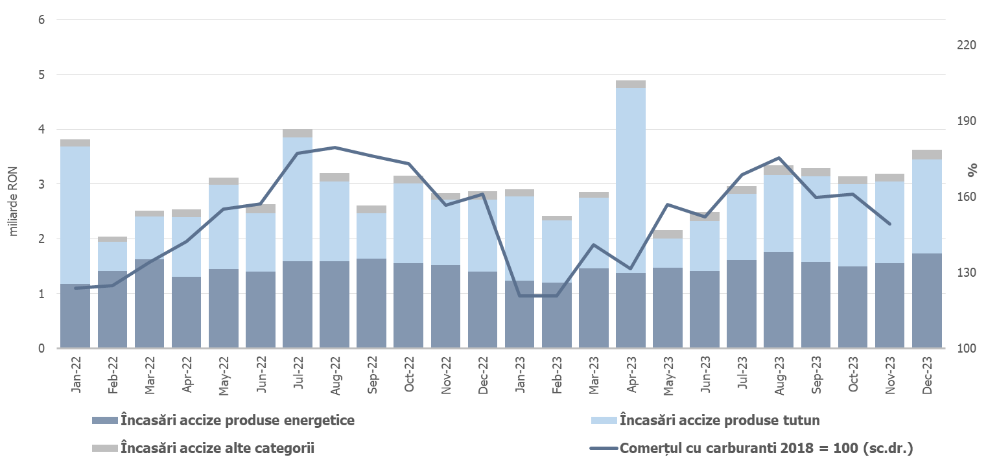 6
5
4
3
2
1
0
miliarde RON
220
190
160
130
100
%
Jan-22
Feb-22
Mar-22
Apr-22
May-22
Jun-22
Jul-22
Aug-22
Sep-22
Oct-22
Nov-22
Dec-22
Jan-23
Feb-23
Mar-23
Apr-23
May-23
Jun-23
Jul-23
Aug-23
Sep-23
Oct-23
Nov-23
Dec-23
Încasări accize produse energetice
Încasări accize produse tutun
Încasări accize alte categorii
Comerțul cu carburanti 2018 = 100 (sc.dr.)